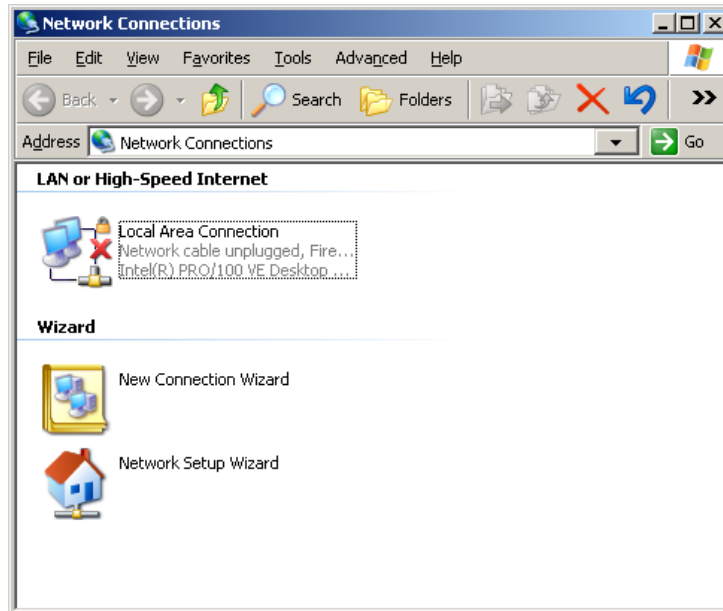 Network Connections
File Edit View Favorites Tools Advanced Help
Back Search Folders
Address Network Connections Go
LAN or High-Speed Internet
Local Area Connection
Network cable unplugged, Fire...
Intel(R) PRO/100 VE Desktop ...
Wizard
New Connection Wizard
Network Setup Wizard